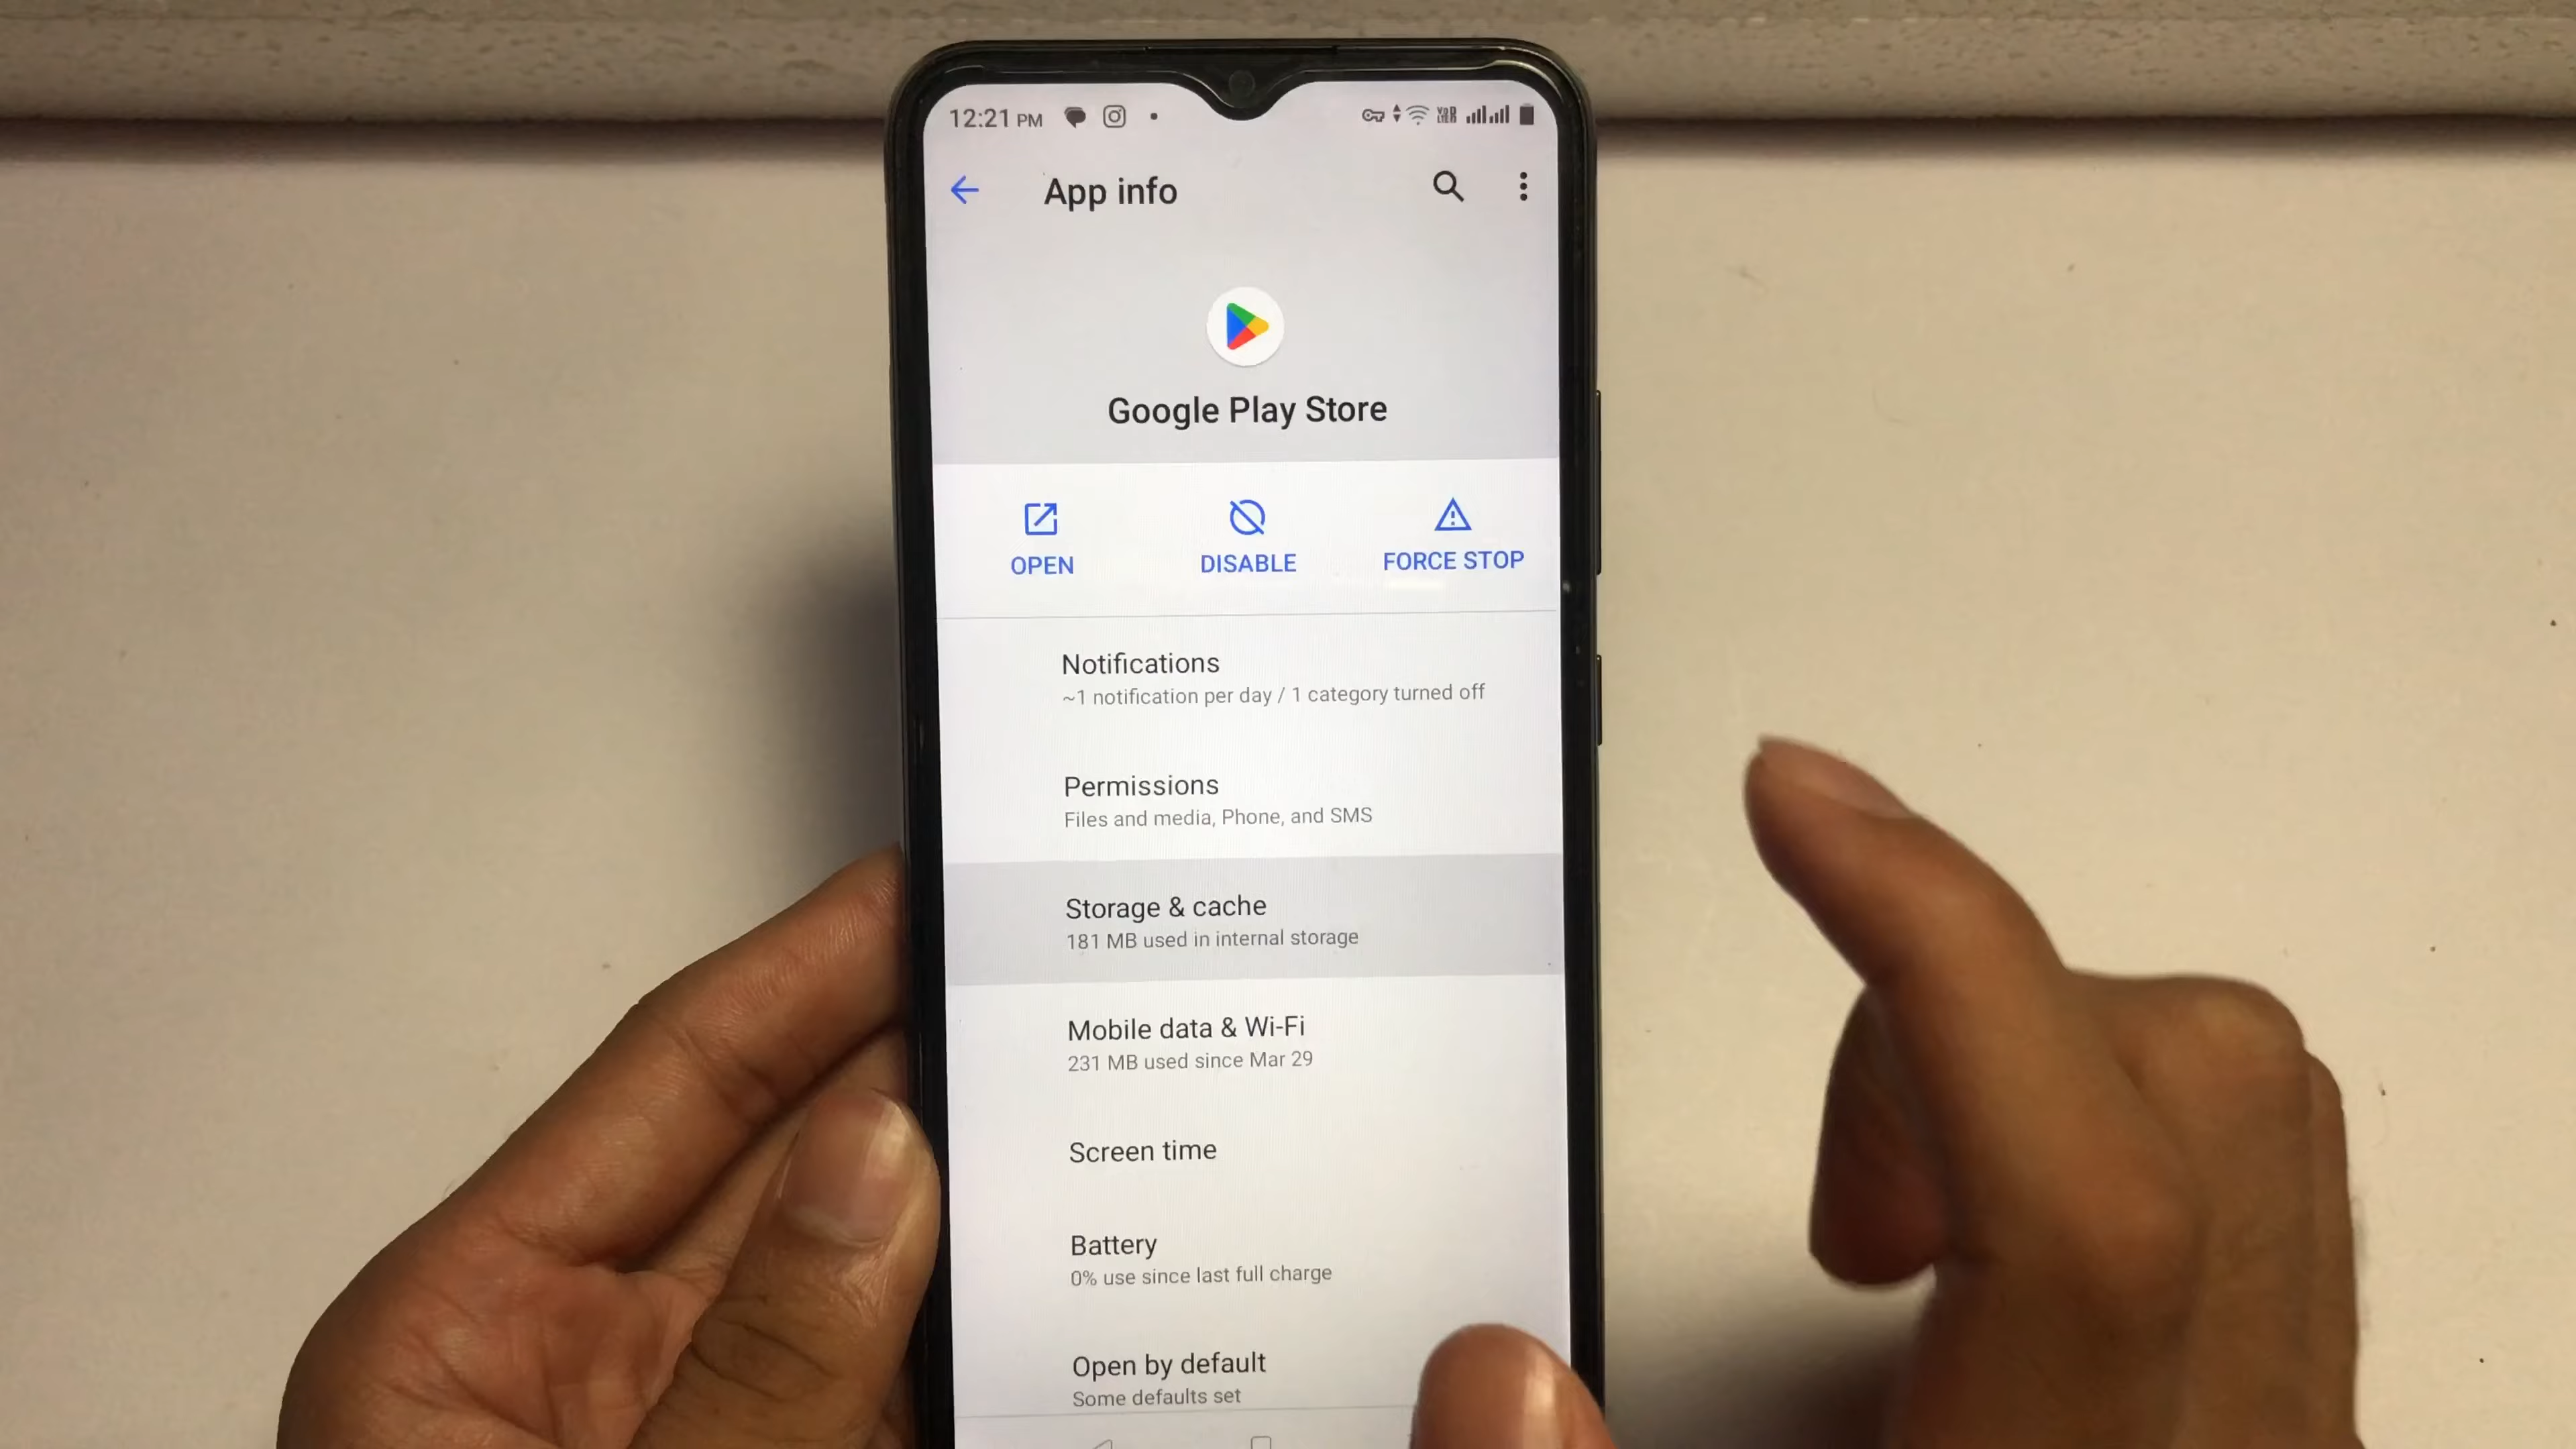 12:21 PM
App info
Google Play Store
OPEN
DISABLE
FORCE STOP
Notifications
~1 notification per day / 1 category turned off
Permissions
Files and media, Phone, and SMS
Storage & cache
181 MB used in internal storage
Mobile data & Wi-Fi
231 MB used since Mar 29
Screen time
Battery
0% use since last full charge
Open by default
Some defaults set